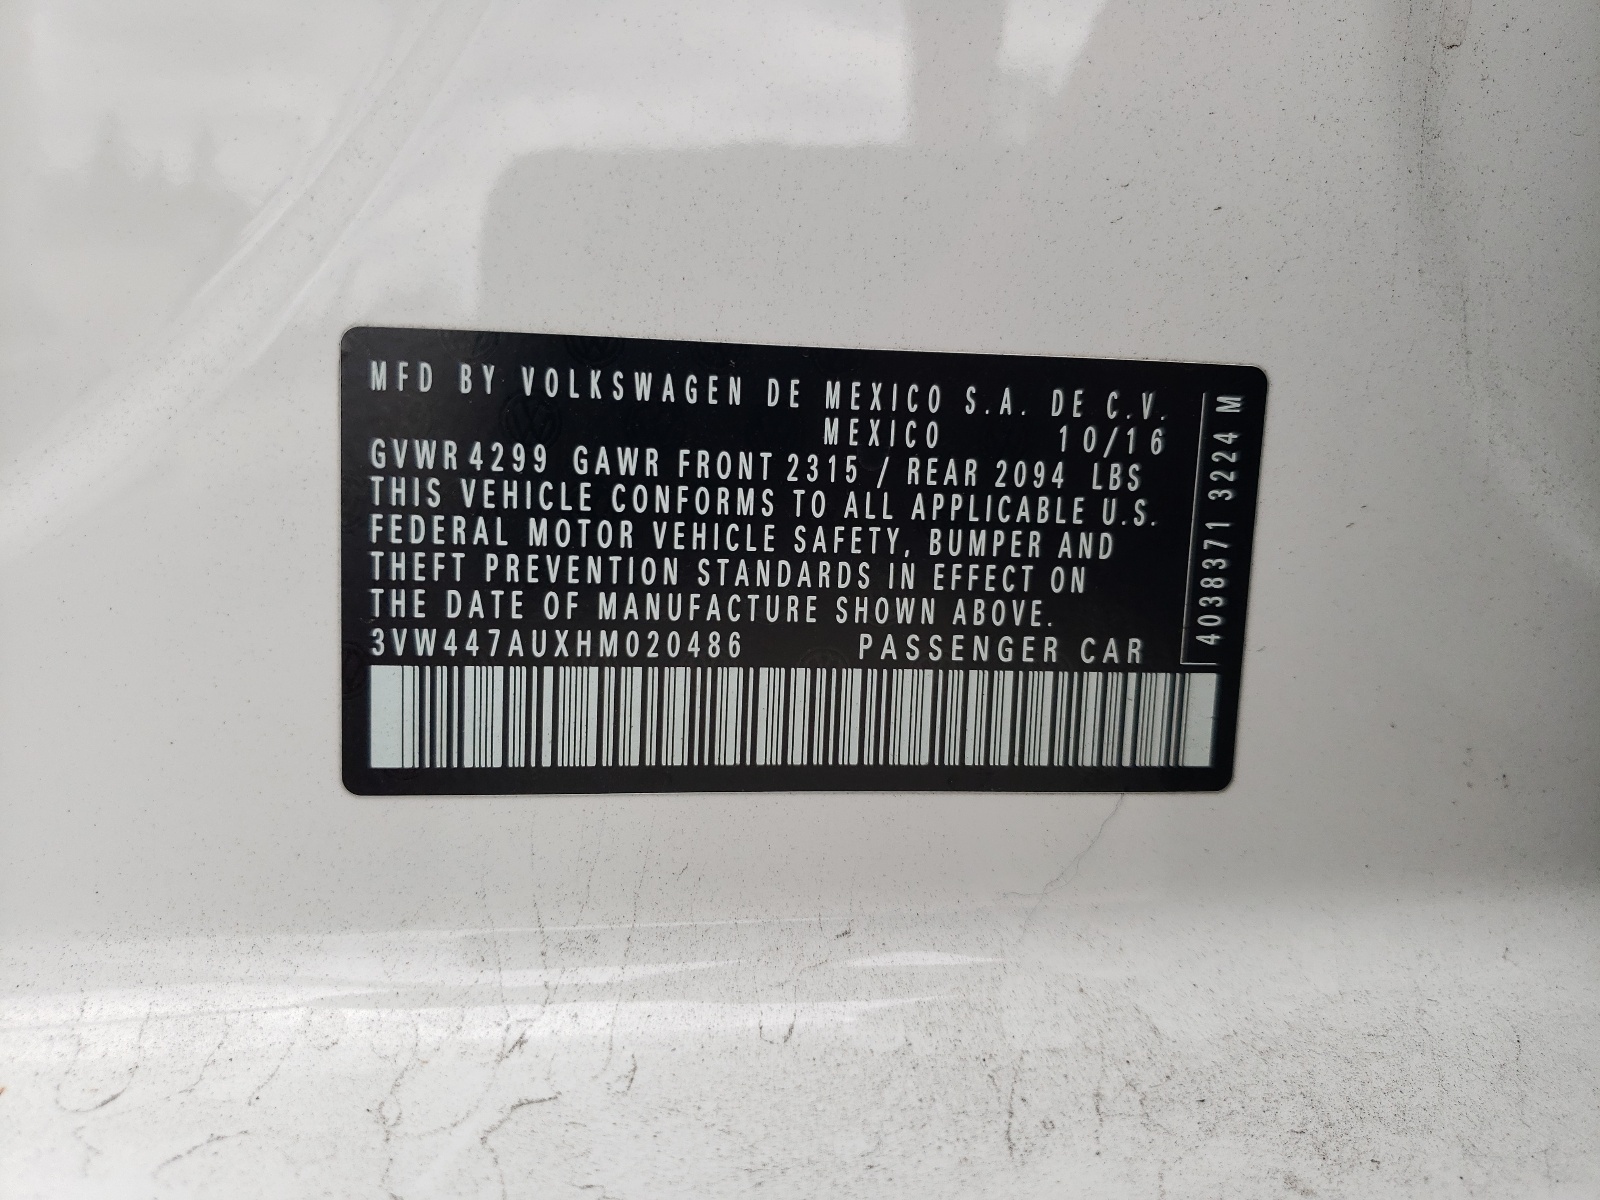 MFD BY VOLKSWAGEN DE MEXICO S.A. DE C.V.
MEXICO 10/16
GVWR 4299 GAWR FRONT 2315 / REAR 2094 LBS
THIS VEHICLE CONFORMS TO ALL APPLICABLE U.S.
FEDERAL MOTOR VEHICLE SAFETY, BUMPER AND
THEFT PREVENTION STANDARDS IN EFFECT ON
THE DATE OF MANUFACTURE SHOWN ABOVE.
3VW447AUXHM020486 PASSENGER CAR
4038371 3224 M